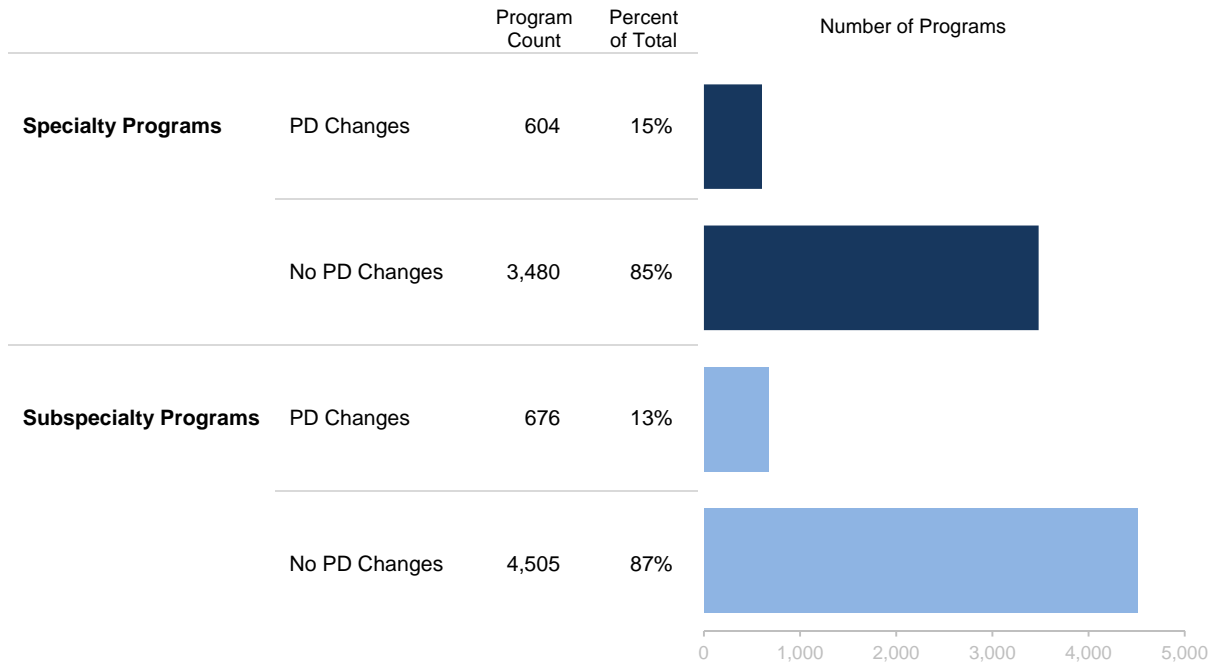 Program Count Percent of Total Number of Programs
Specialty Programs PD Changes 604 15%
No PD Changes 3,480 85%
Subspecialty Programs PD Changes 676 13%
No PD Changes 4,505 87%
0 1,000 2,000 3,000 4,000 5,000